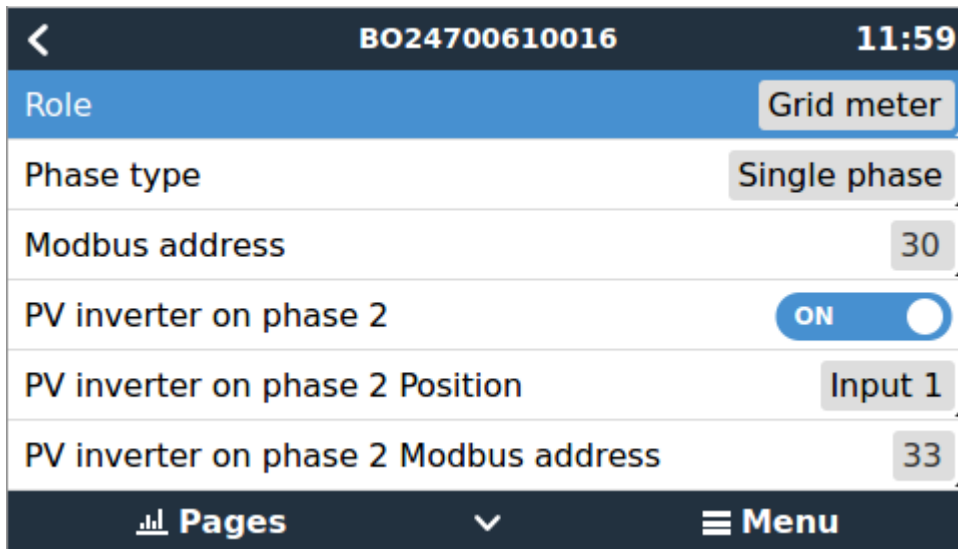 BO24700610016 11:59
Role Grid meter
Phase type Single phase
Modbus address 30
PV inverter on phase 2 ON
PV inverter on phase 2 Position Input 1
PV inverter on phase 2 Modbus address 33
Pages Menu